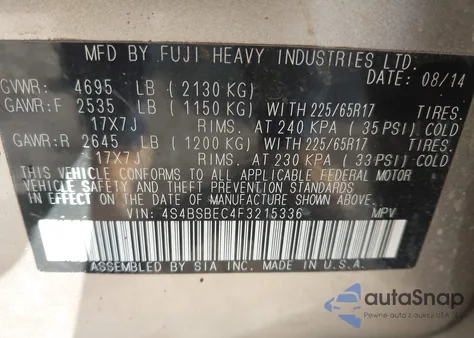 MFD BY FUJI HEAVY INDUSTRIES LTD.
DATE: 08/14
GVWR: 4695 LB (2130 KG)
GAWR:F 2535 LB (1150 KG) WITH 225/65R17 TIRES.
17X7J RIMS. AT 240 KPA (35 PSI) COLD
GAWR:R 2645 LB (1200 KG) WITH 225/65R17 TIRES.
17X7J RIMS. AT 230 KPA (33 PSI) COLD
THIS VEHICLE CONFORMS TO ALL APPLICABLE FEDERAL MOTOR
VEHICLE SAFETY AND THEFT PREVENTION STANDARDS
IN EFFECT ON THE DATE OF MANUFACTURE SHOWN ABOVE.
VIN: 4S4BSBEC4F3215336 MPV
ASSEMBLED BY SIA INC. MADE IN U.S.A.
autoSnap
Pewne auta z aukcji USA